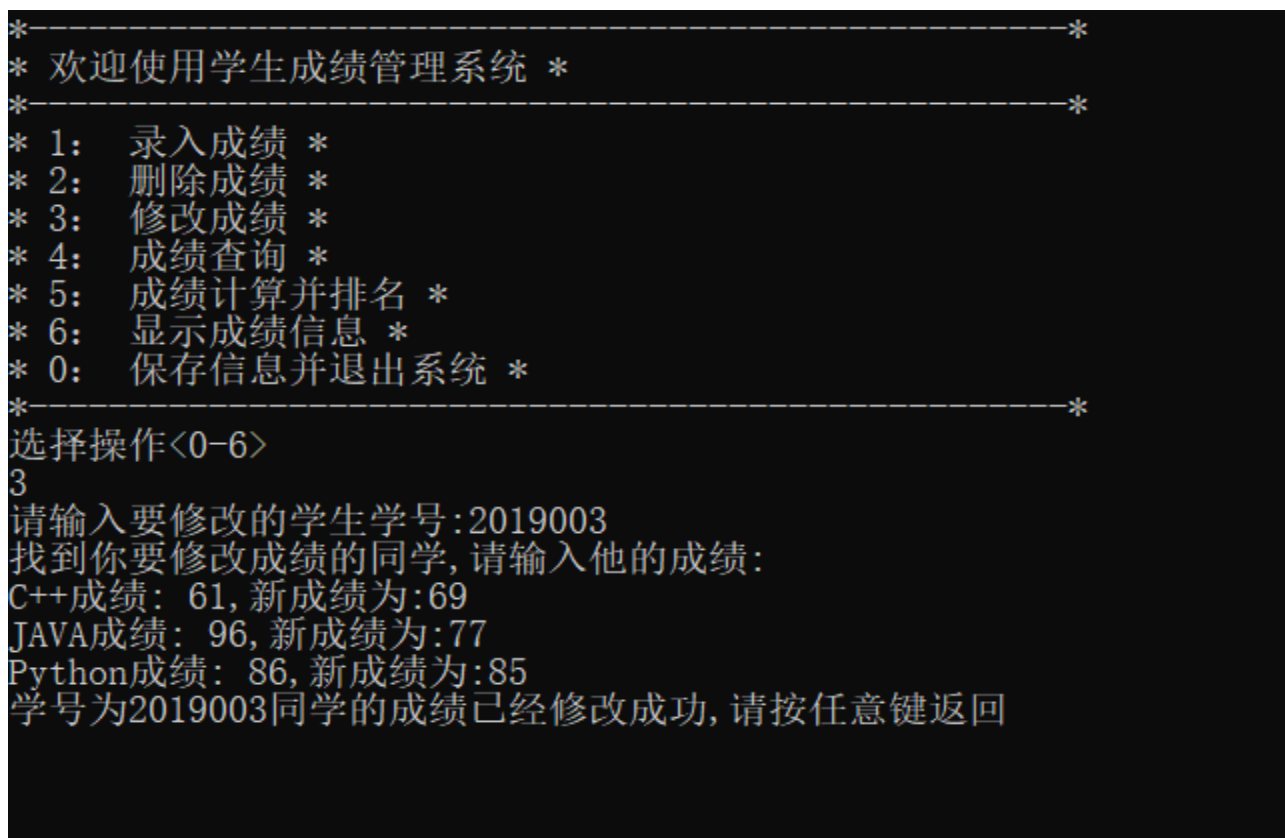 *----------------------------------------------------*
* 欢迎使用学生成绩管理系统 *
*----------------------------------------------------*
* 1： 录入成绩 *
* 2： 删除成绩 *
* 3： 修改成绩 *
* 4： 成绩查询 *
* 5： 成绩计算并排名 *
* 6： 显示成绩信息 *
* 0： 保存信息并退出系统 *
*----------------------------------------------------*
选择操作<0-6>
3
请输入要修改的学生学号:2019003
找到你要修改成绩的同学,请输入他的成绩:
C++成绩: 61,新成绩为:69
JAVA成绩: 96,新成绩为:77
Python成绩: 86,新成绩为:85
学号为2019003同学的成绩已经修改成功,请按任意键返回